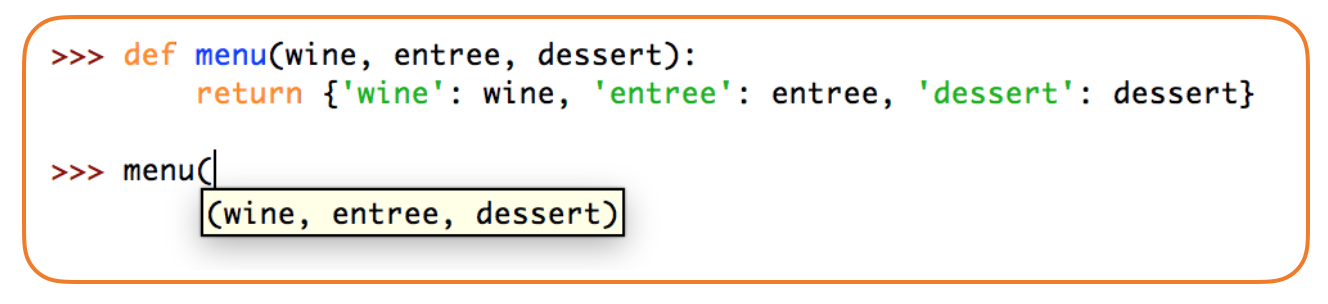 >>> def menu(wine, entree, dessert):
        return {'wine': wine, 'entree': entree, 'dessert': dessert}
>>> menu(
(wine, entree, dessert)